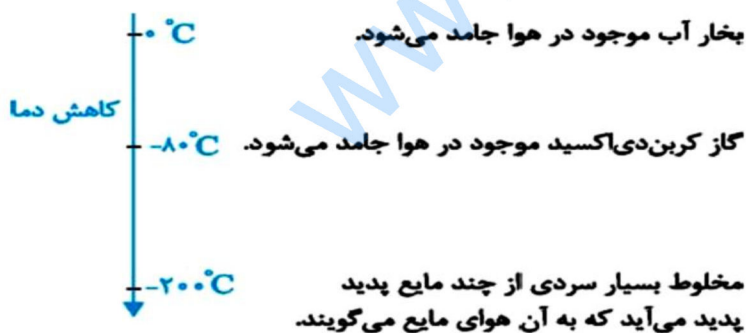 ۰°C بخار آب موجود در هوا جامد می‌شود.
کاهش دما
-۸۰°C گاز کربن‌دی‌اکسید موجود در هوا جامد می‌شود.
-۲۰۰°C مخلوط بسیار سردی از چند مایع پدید
پدید می‌آید که به آن هوای مایع می‌گویند.